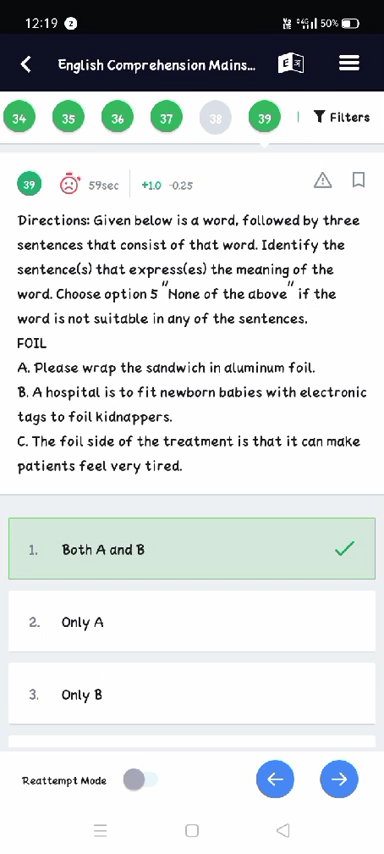 12:19 2 50%
English Comprehension Mains...
34 35 36 37 38 39 Filters
39 59sec +1.0 -0.25
Directions: Given below is a word, followed by three
sentences that consist of that word. Identify the
sentence(s) that express(es) the meaning of the
word. Choose option 5 "None of the above" if the
word is not suitable in any of the sentences.
FOIL
A. Please wrap the sandwich in aluminum foil.
B. A hospital is to fit newborn babies with electronic
tags to foil kidnappers.
C. The foil side of the treatment is that it can make
patients feel very tired.
1. Both A and B
2. Only A
3. Only B
Reattempt Mode